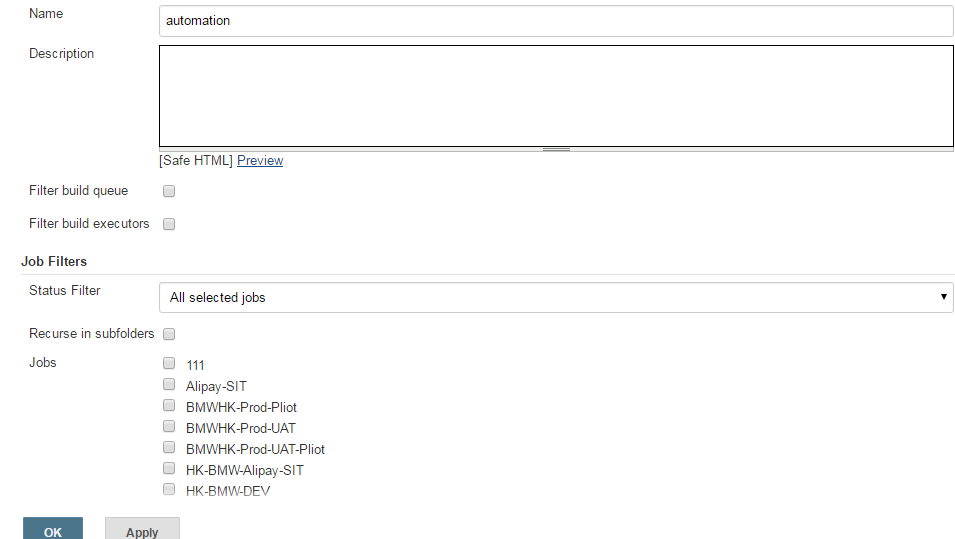 Name
automation
Description
[Safe HTML] Preview
Filter build queue
Filter build executors
Job Filters
Status Filter
All selected jobs
Recurse in subfolders
Jobs
111
Alipay-SIT
BMWHK-Prod-Pliot
BMWHK-Prod-UAT
BMWHK-Prod-UAT-Pliot
HK-BMW-Alipay-SIT
HK-BMW-DEV
OK Apply